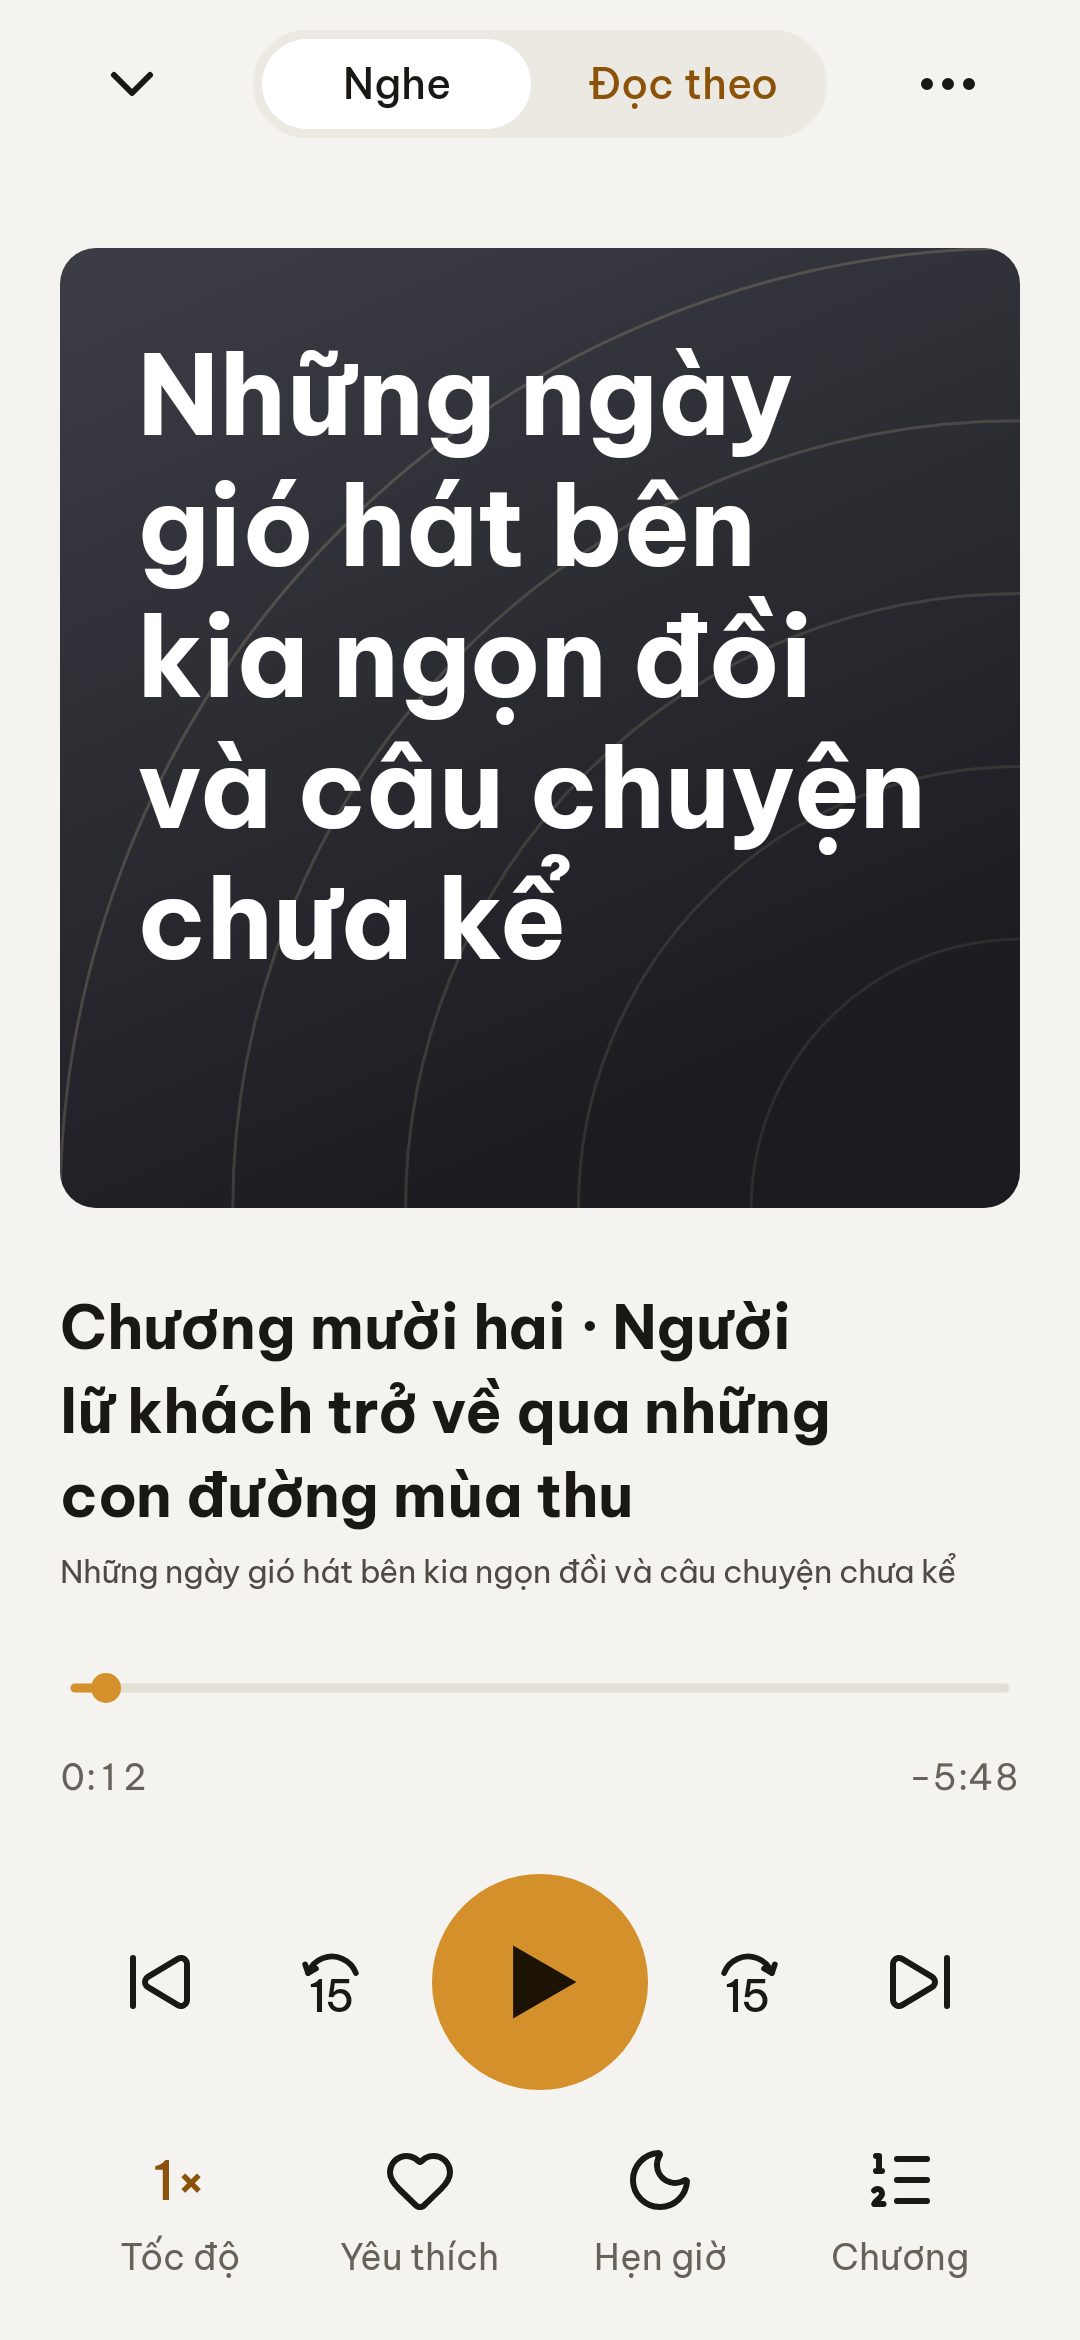 Nghe
Đọc theo
Những ngày
gió hát bên
kia ngọn đồi
và câu chuyện
chưa kể
Chương mười hai · Người
lữ khách trở về qua những
con đường mùa thu
Những ngày gió hát bên kia ngọn đồi và câu chuyện chưa kể
0:12
−5:48
15
15
1×
Tốc độ
Yêu thích
Hẹn giờ
Chương